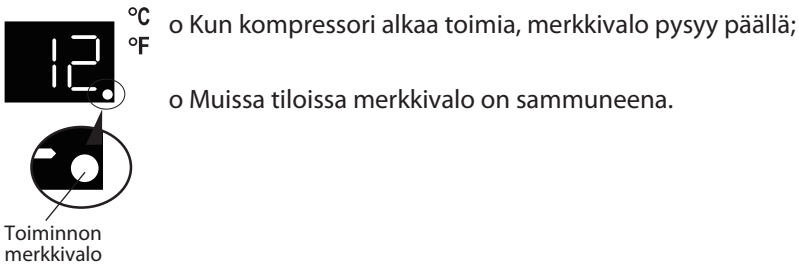 12
°C
°F
o Kun kompressori alkaa toimia, merkkivalo pysyy päällä;
o Muissa tiloissa merkkivalo on sammuneena.
Toiminnon
merkkivalo